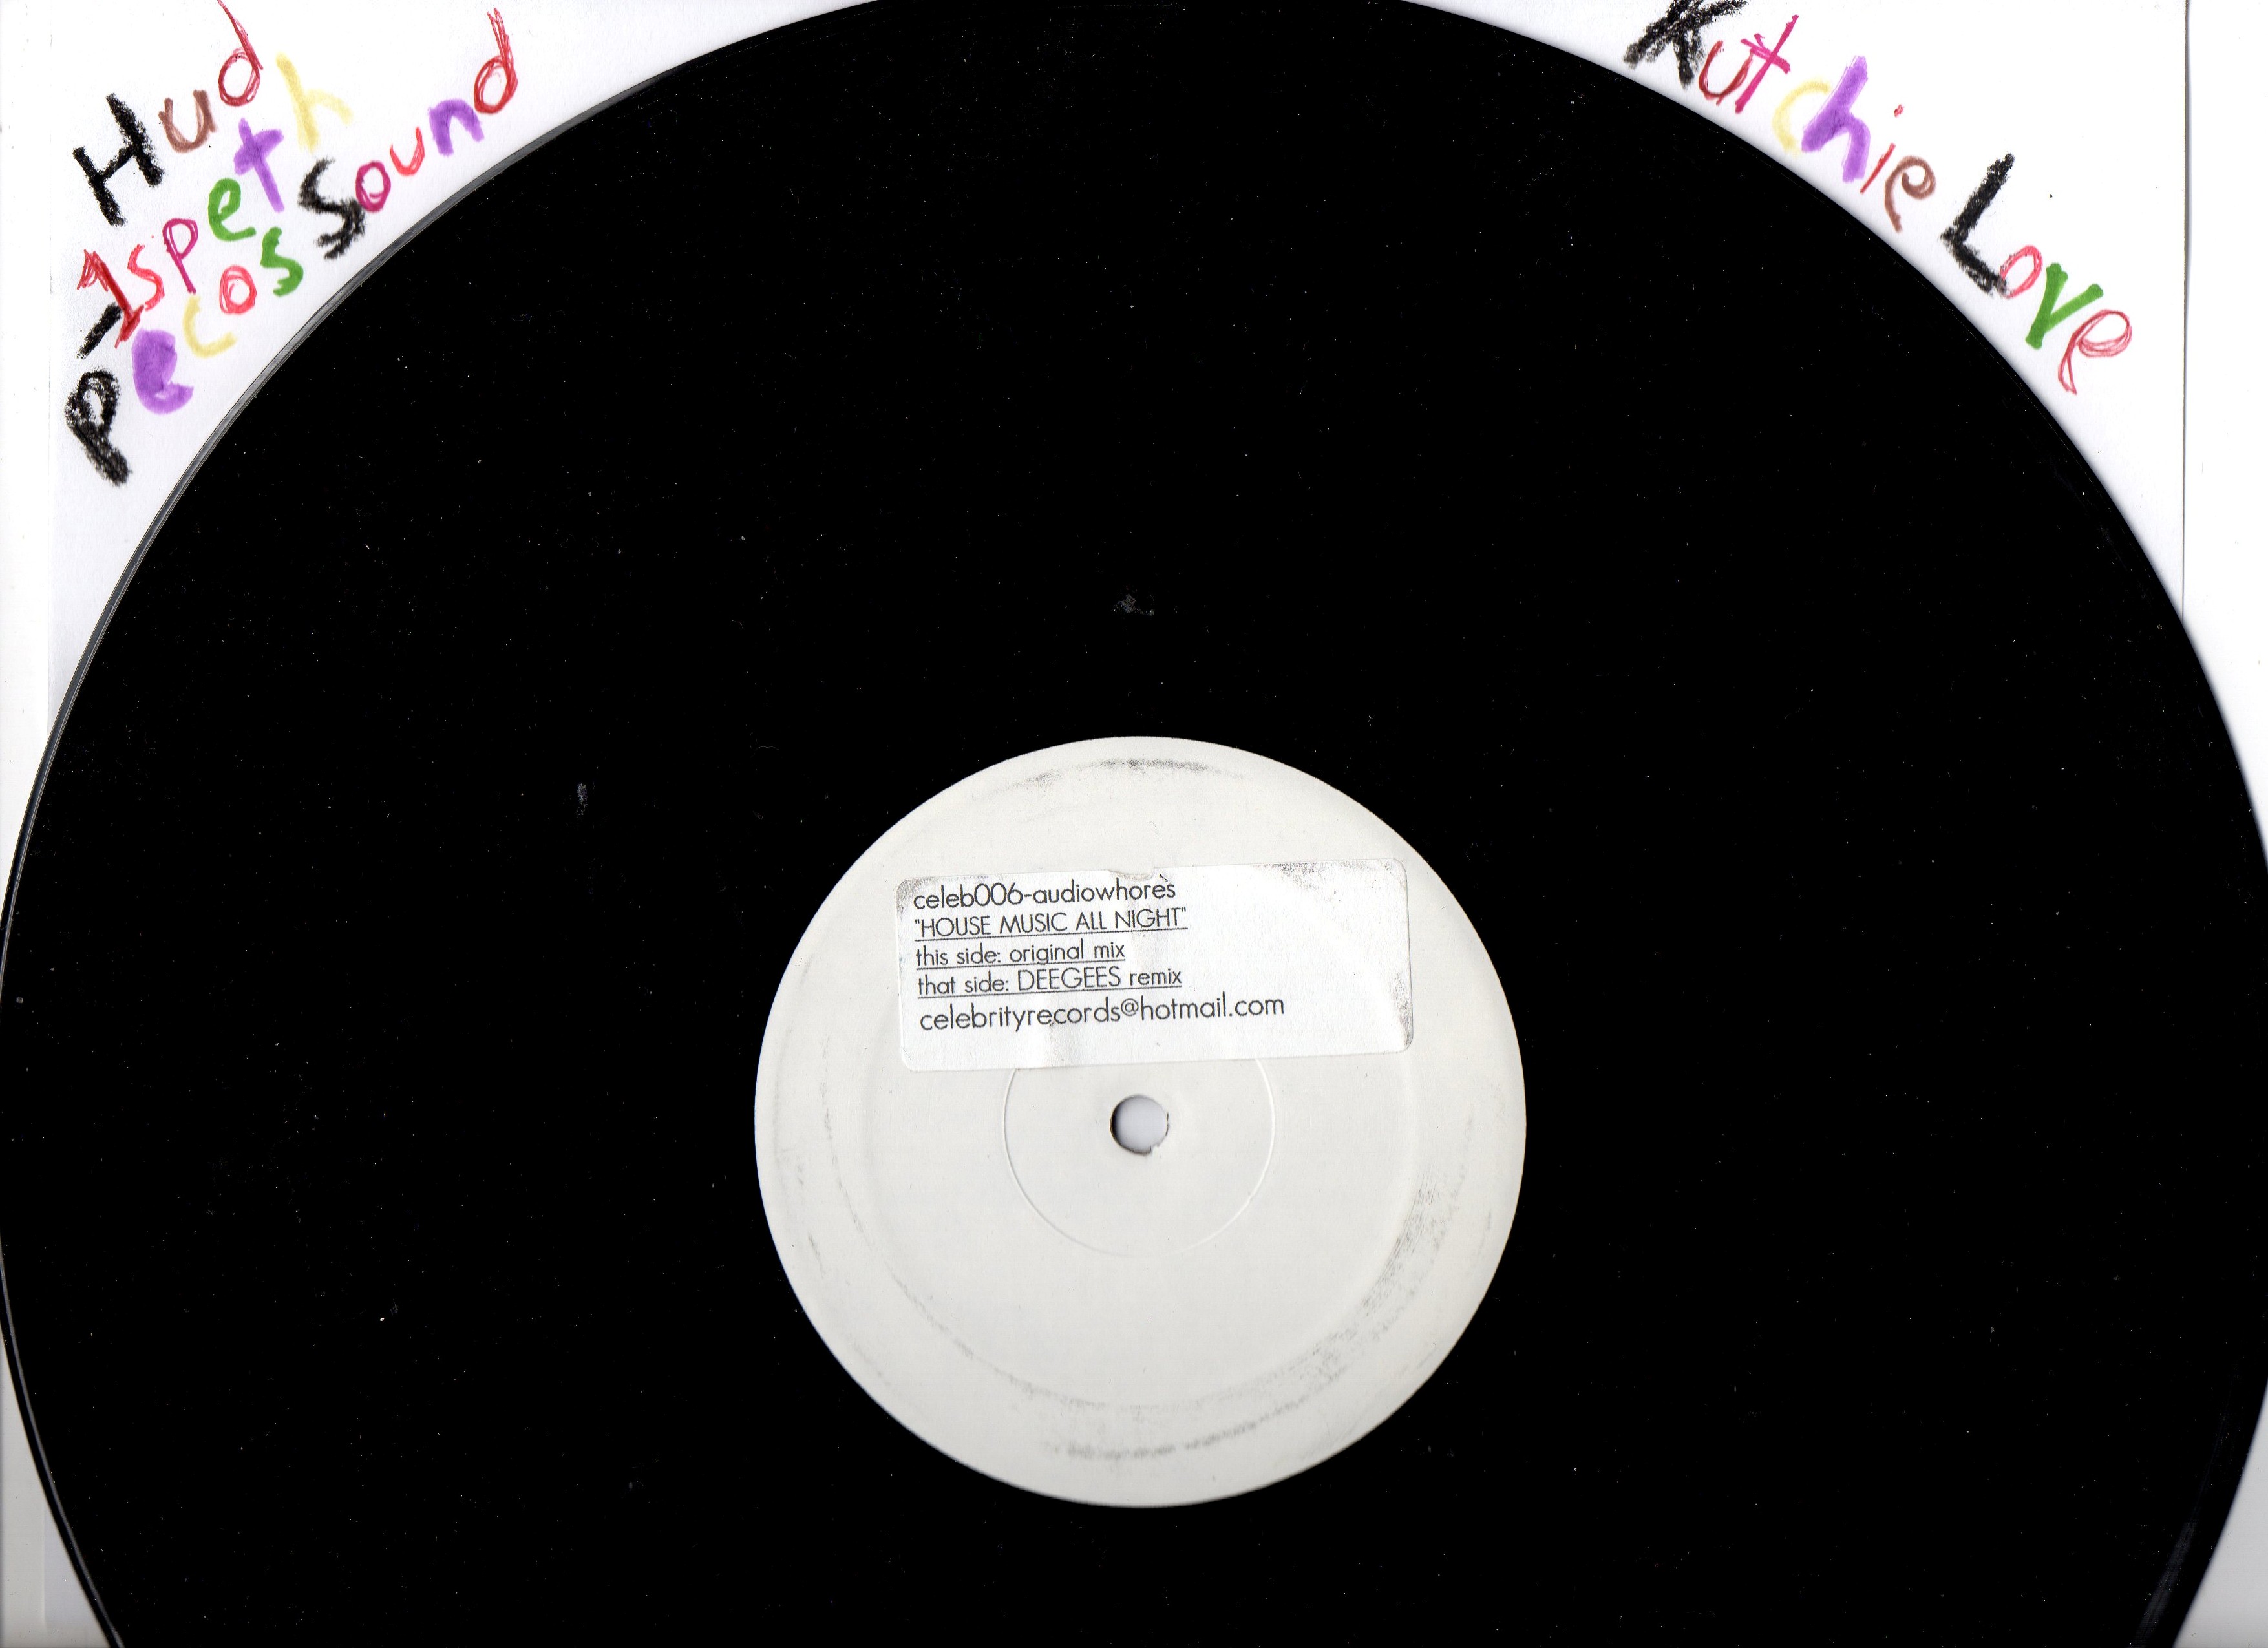 Hud
-1speth
Pecos Sound
Kutchie Love
celeb006-audiowhores
"HOUSE MUSIC ALL NIGHT"
this side: original mix
that side: DEEGEES remix
celebrityrecords@hotmail.com